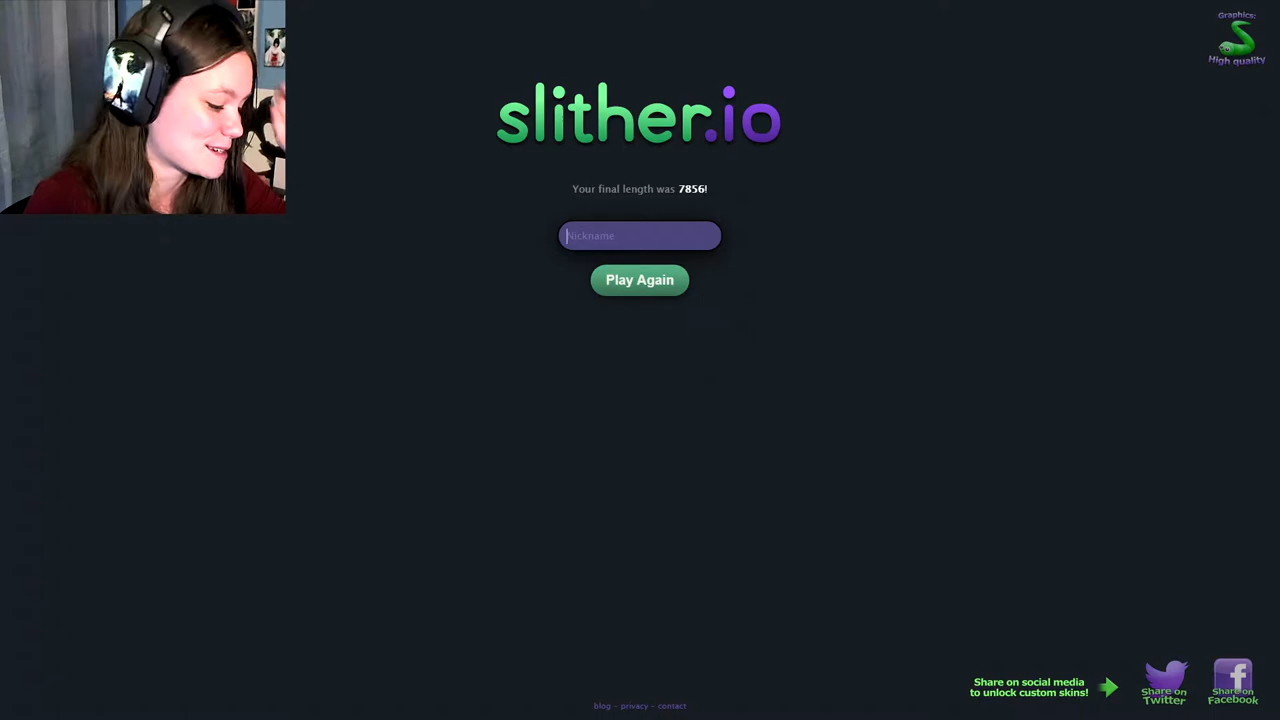 Graphics:
High quality
slither.io
Your final length was 7856!
Nickname
Play Again
Share on social media
to unlock custom skins!
Share on
Twitter
Share on
Facebook
blog - privacy - contact